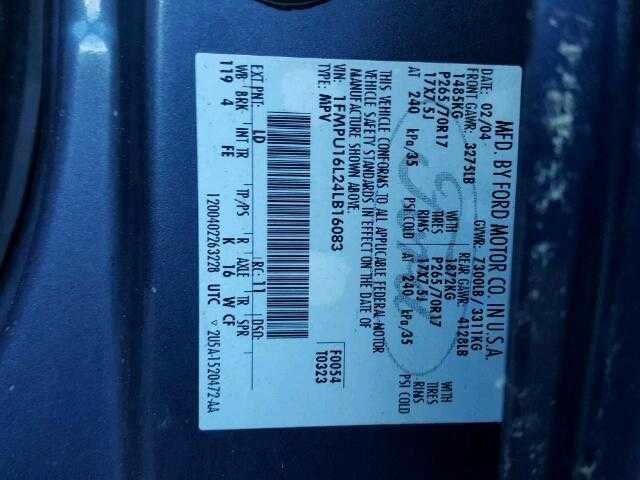 MFD. BY FORD MOTOR CO. IN U.S.A.
DATE: 02/04 GVWR: 7300LB/ 3311KG
FRONT GAWR: 3275LB REAR GAWR: 4128LB
1485KG WITH 1872KG WITH
P265/70R17 TIRES P265/70R17 TIRES
17X7.5J RIMS 17X7.5J RIMS
AT 240 kPa/35 PSI COLD AT 240 kPa/35 PSI COLD
THIS VEHICLE CONFORMS TO ALL APPLICABLE FEDERAL MOTOR
VEHICLE SAFETY STANDARDS IN EFFECT ON THE DATE OF
MANUFACTURE SHOWN ABOVE.
VIN: 1FMPU16L24LB16083 F0054
MPV T0323
EXT PNT: LD RC: 11 DSO:
WB BRK INT TR TP/PS R AXLE TR SPR
119 4 FE K 16 W CF
1200402263228 UTC ▽ 2U5A-1520472-AA